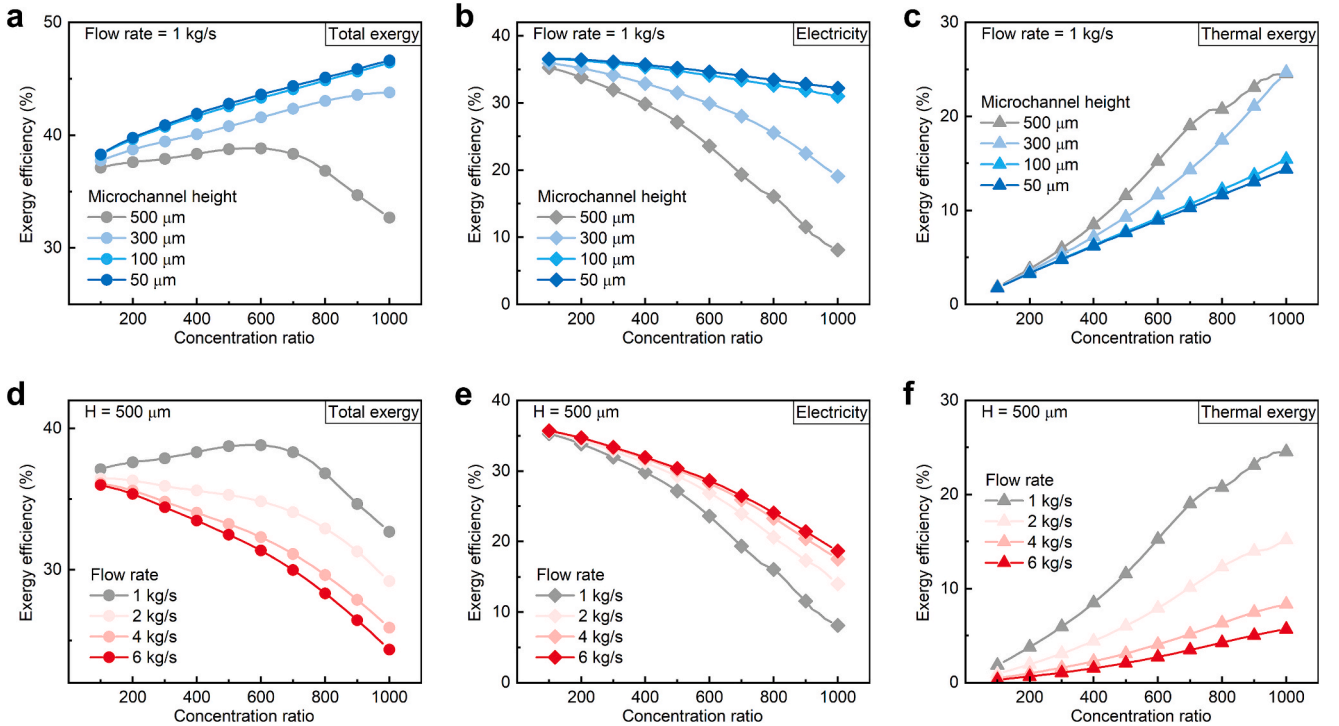 a
Flow rate = 1 kg/s
Total exergy
50
40
30
Exergy efficiency (%)
Microchannel height
500 μm
300 μm
100 μm
50 μm
200 400 600 800 1000
Concentration ratio
b
Flow rate = 1 kg/s
Electricity
40
35
30
25
20
15
10
5
0
Exergy efficiency (%)
Microchannel height
500 μm
300 μm
100 μm
50 μm
200 400 600 800 1000
Concentration ratio
c
Flow rate = 1 kg/s
Thermal exergy
30
20
10
0
Exergy efficiency (%)
Microchannel height
500 μm
300 μm
100 μm
50 μm
200 400 600 800 1000
Concentration ratio
d
H = 500 μm
Total exergy
40
30
Exergy efficiency (%)
Flow rate
1 kg/s
2 kg/s
4 kg/s
6 kg/s
200 400 600 800 1000
Concentration ratio
e
H = 500 μm
Electricity
40
30
20
10
0
Exergy efficiency (%)
Flow rate
1 kg/s
2 kg/s
4 kg/s
6 kg/s
200 400 600 800 1000
Concentration ratio
f
H = 500 μm
Thermal exergy
30
20
10
0
Exergy efficiency (%)
Flow rate
1 kg/s
2 kg/s
4 kg/s
6 kg/s
200 400 600 800 1000
Concentration ratio